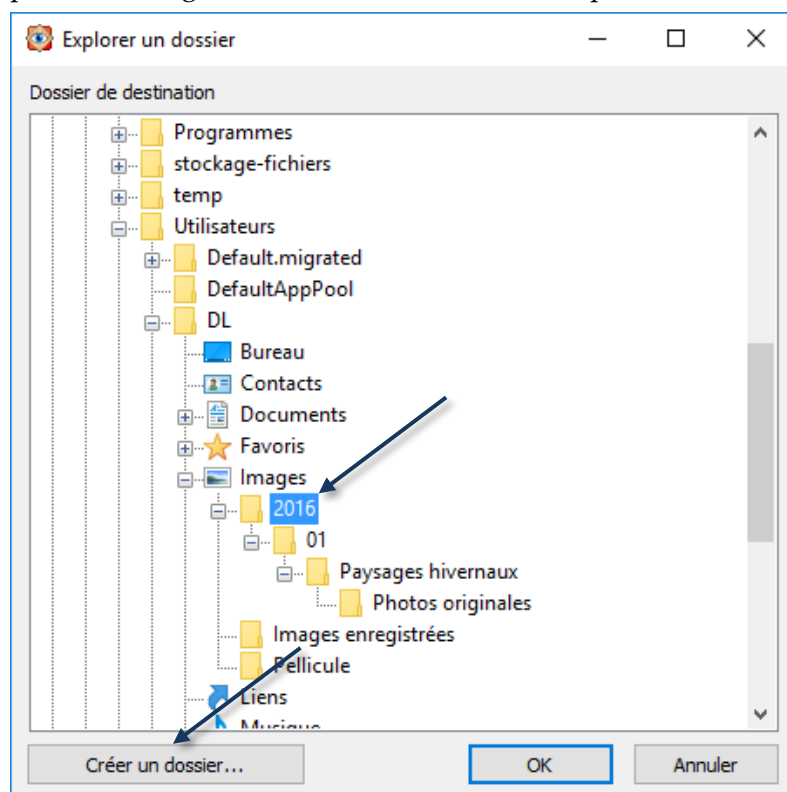 Explorer un dossier
Dossier de destination
Programmes
stockage-fichiers
temp
Utilisateurs
Default.migrated
DefaultAppPool
DL
Bureau
Contacts
Documents
Favoris
Images
2016
01
Paysages hivernaux
Photos originales
Images enregistrées
Pellicule
Liens
Musique
Créer un dossier...
OK
Annuler